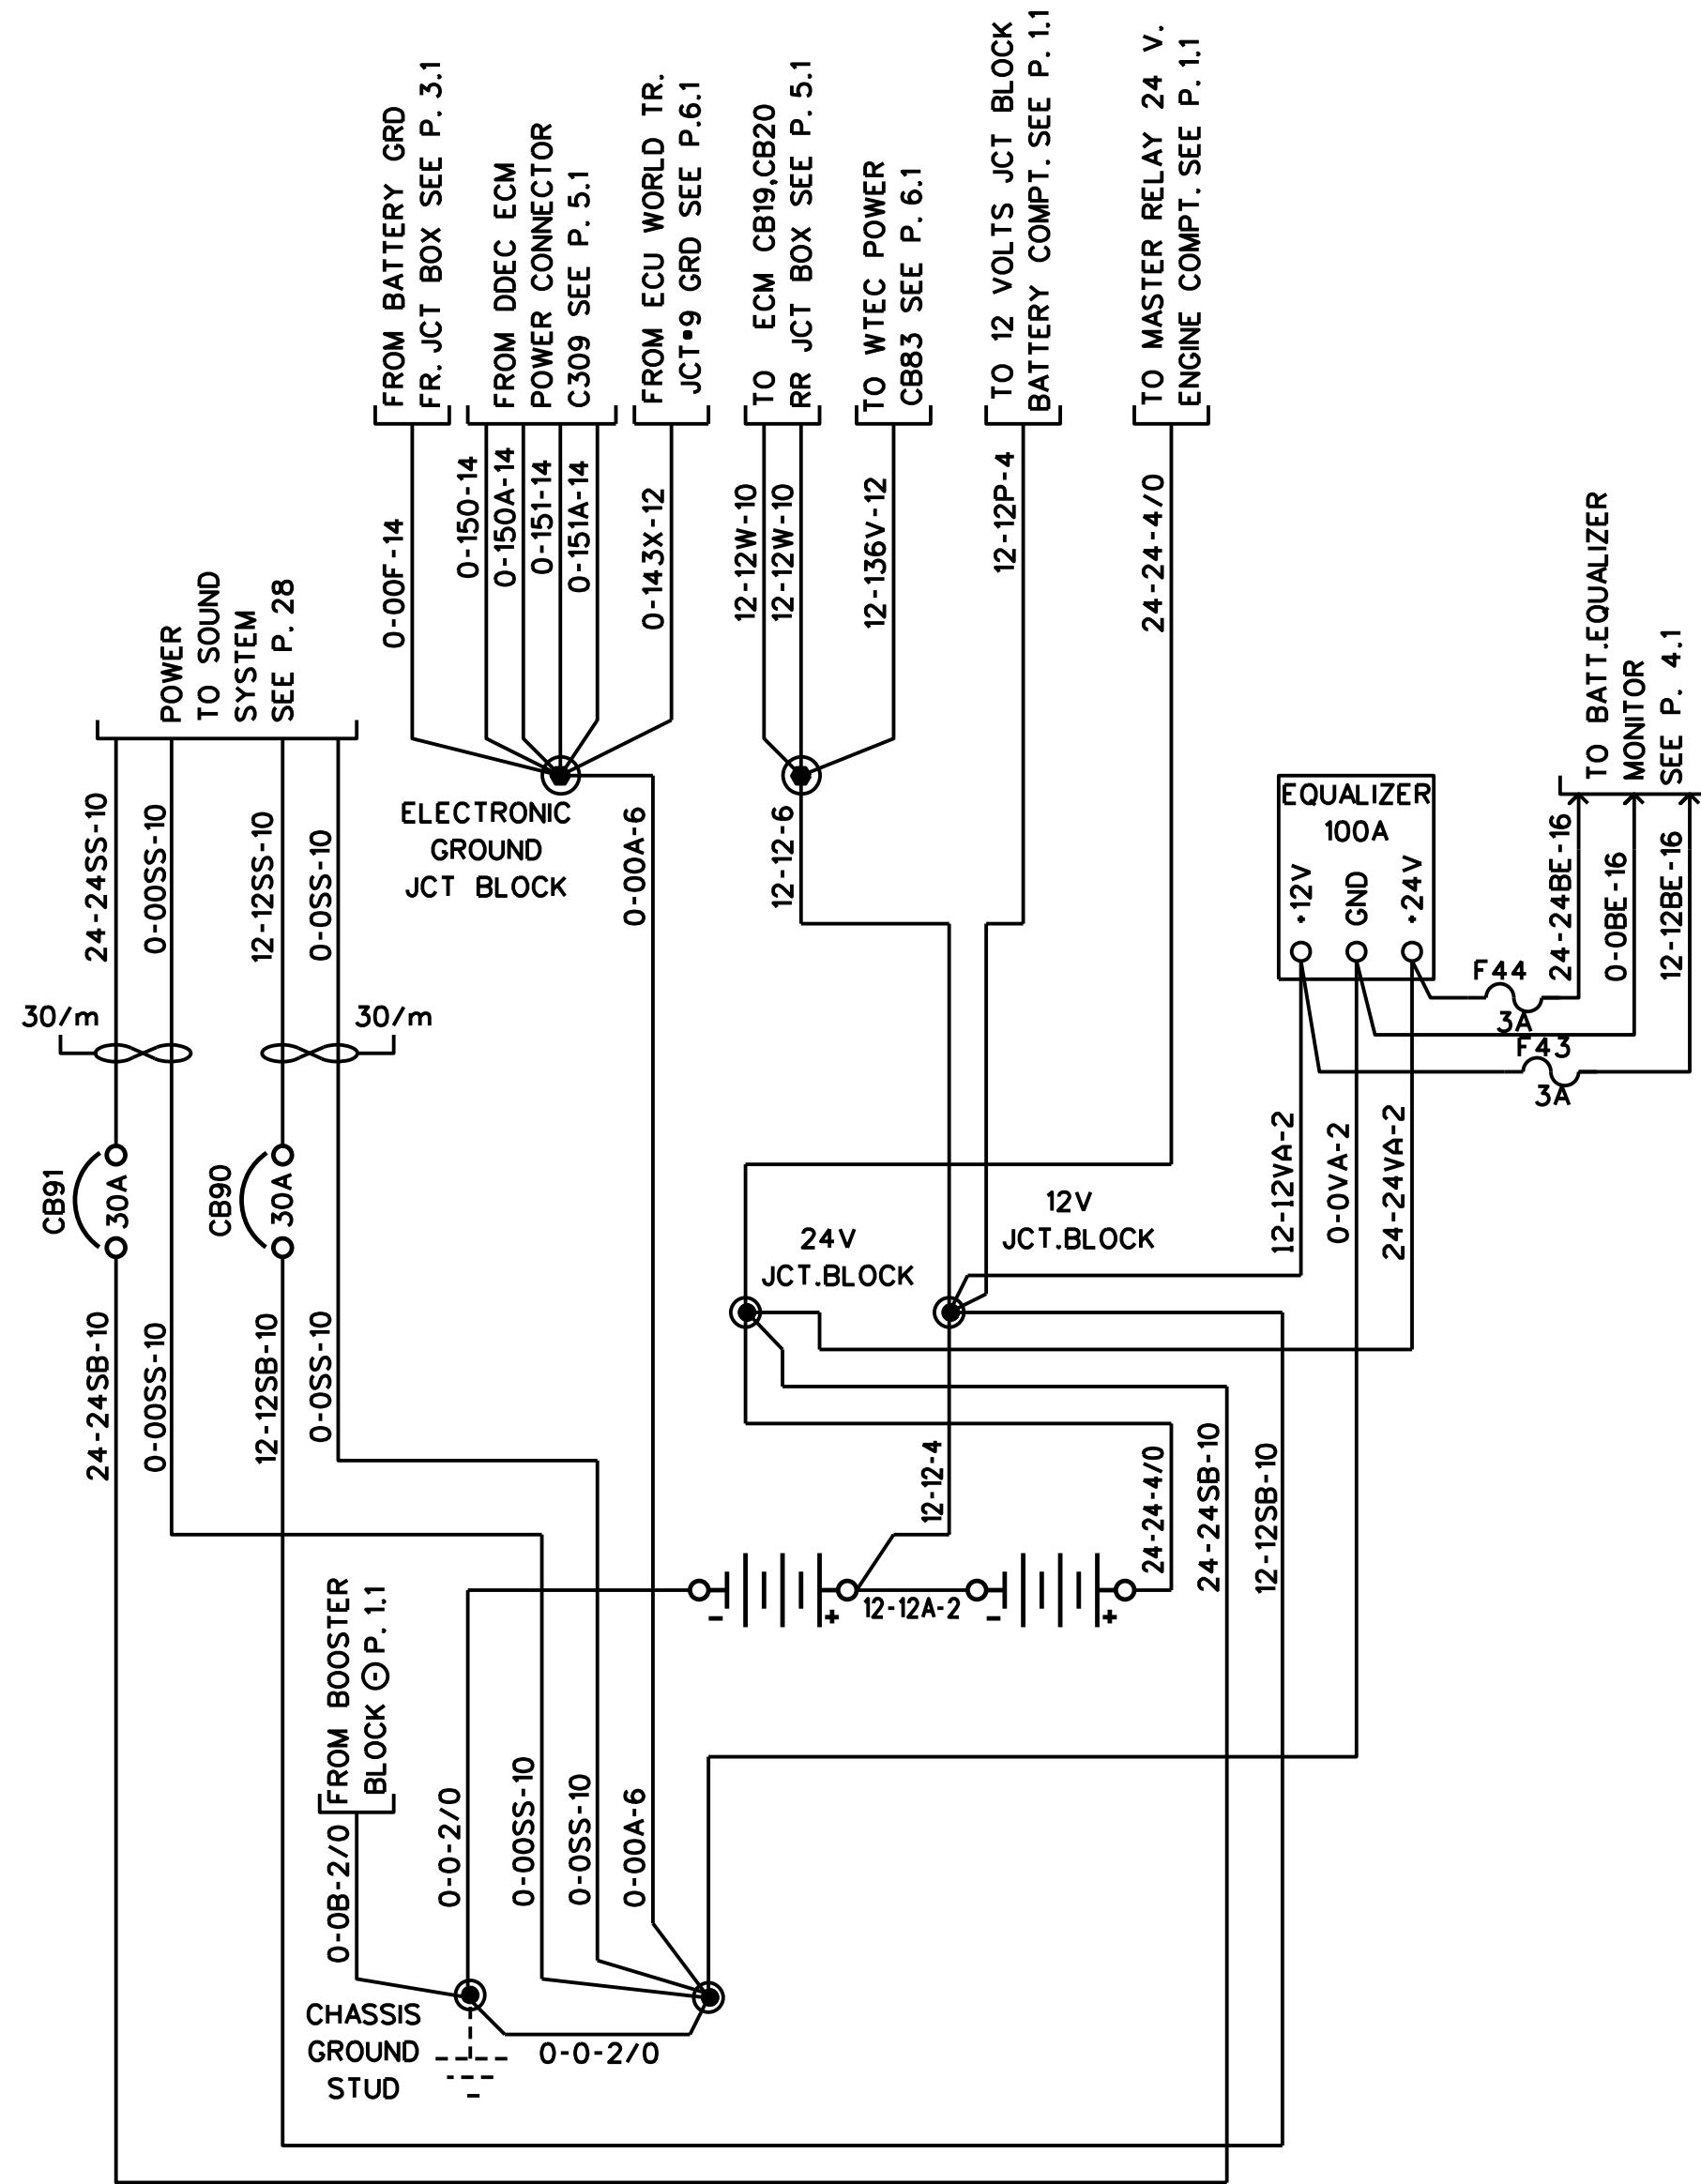 FROM BATTERY GRD
FR. JCT BOX SEE P. 3.1
FROM DDEC ECM
POWER CONNECTOR
C309 SEE P. 5.1
FROM ECU WORLD TR.
JCT•9 GRD SEE P.6.1
TO ECM CB19,CB20
RR JCT BOX SEE P. 5.1
TO WTEC POWER
CB83 SEE P. 6.1
TO 12 VOLTS JCT BLOCK
BATTERY COMPT. SEE P. 1.1
TO MASTER RELAY 24 V.
ENGINE COMPT. SEE P. 1.1
0-00F-14
0-150-14
0-150A-14
0-151-14
0-151A-14
0-143X-12
12-12W-10
12-12W-10
12-136V-12
12-12P-4
24-24-4/0
POWER
TO SOUND
SYSTEM
SEE P. 28
TO BATT.EQUALIZER
MONITOR
SEE P. 4.1
24-24SS-10
0-00SS-10
12-12SS-10
0-0SS-10
ELECTRONIC
GROUND
JCT BLOCK
0-00A-6
12-12-6
EQUALIZER
100A
+12V
GND
+24V
24-24BE-16
0-0BE-16
12-12BE-16
F44
3A
F43
3A
30/m
30/m
CB91
30A
CB90
30A
12-12VA-2
0-0VA-2
24-24VA-2
24V
JCT.BLOCK
12V
JCT.BLOCK
24-24SB-10
0-00SS-10
12-12SB-10
0-0SS-10
12-12-4
24-24-4/0
24-24SB-10
12-12SB-10
-
+
12-12A-2
-
+
FROM BOOSTER
BLOCK ⊖ P. 1.1
0-0B-2/0
0-0-2/0
0-00SS-10
0-0SS-10
0-00A-6
CHASSIS
GROUND
STUD
0-0-2/0